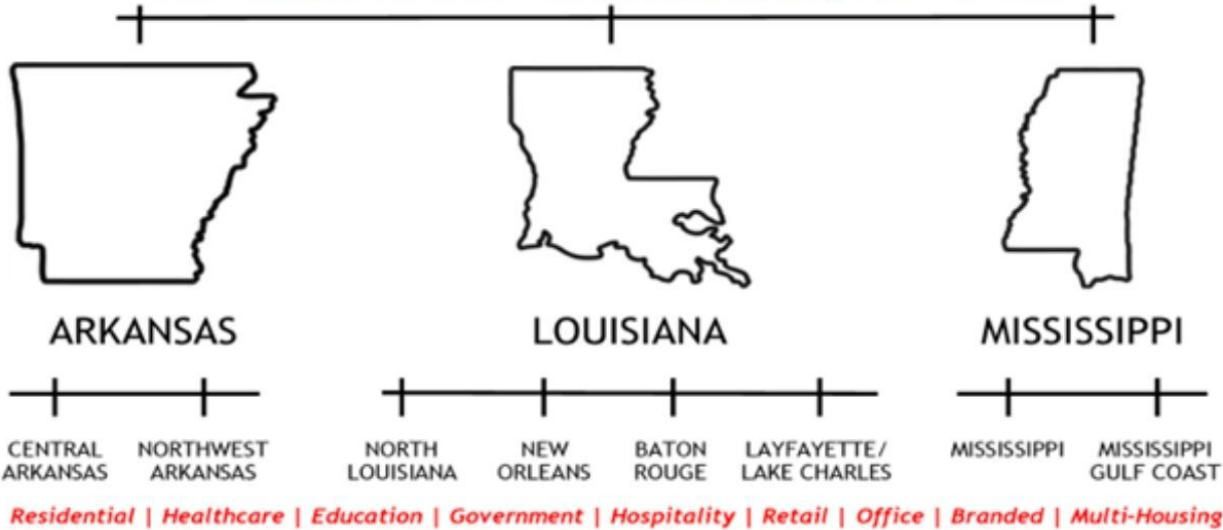 ARKANSAS LOUISIANA MISSISSIPPI
CENTRAL NORTHWEST NORTH NEW BATON LAYFAYETTE/ MISSISSIPPI MISSISSIPPI
ARKANSAS ARKANSAS LOUISIANA ORLEANS ROUGE LAKE CHARLES GULF COAST
Residential | Healthcare | Education | Government | Hospitality | Retail | Office | Branded | Multi-Housing